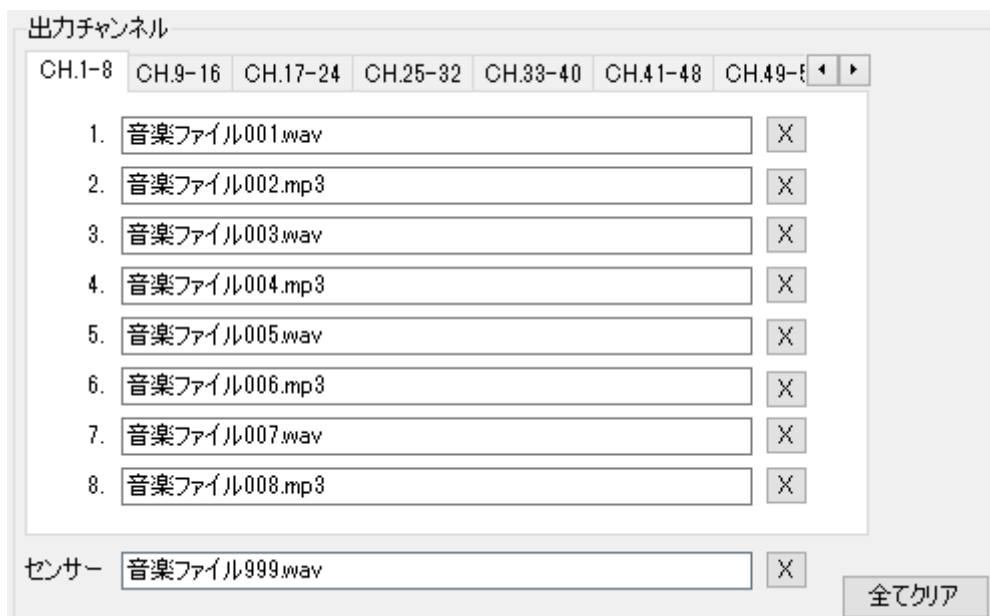 出力チャンネル
CH.1-8 CH.9-16 CH.17-24 CH.25-32 CH.33-40 CH.41-48 CH.49-
1. 音楽ファイル001.wav X
2. 音楽ファイル002.mp3 X
3. 音楽ファイル003.wav X
4. 音楽ファイル004.mp3 X
5. 音楽ファイル005.wav X
6. 音楽ファイル006.mp3 X
7. 音楽ファイル007.wav X
8. 音楽ファイル008.mp3 X
センサー 音楽ファイル999.wav X
全てクリア